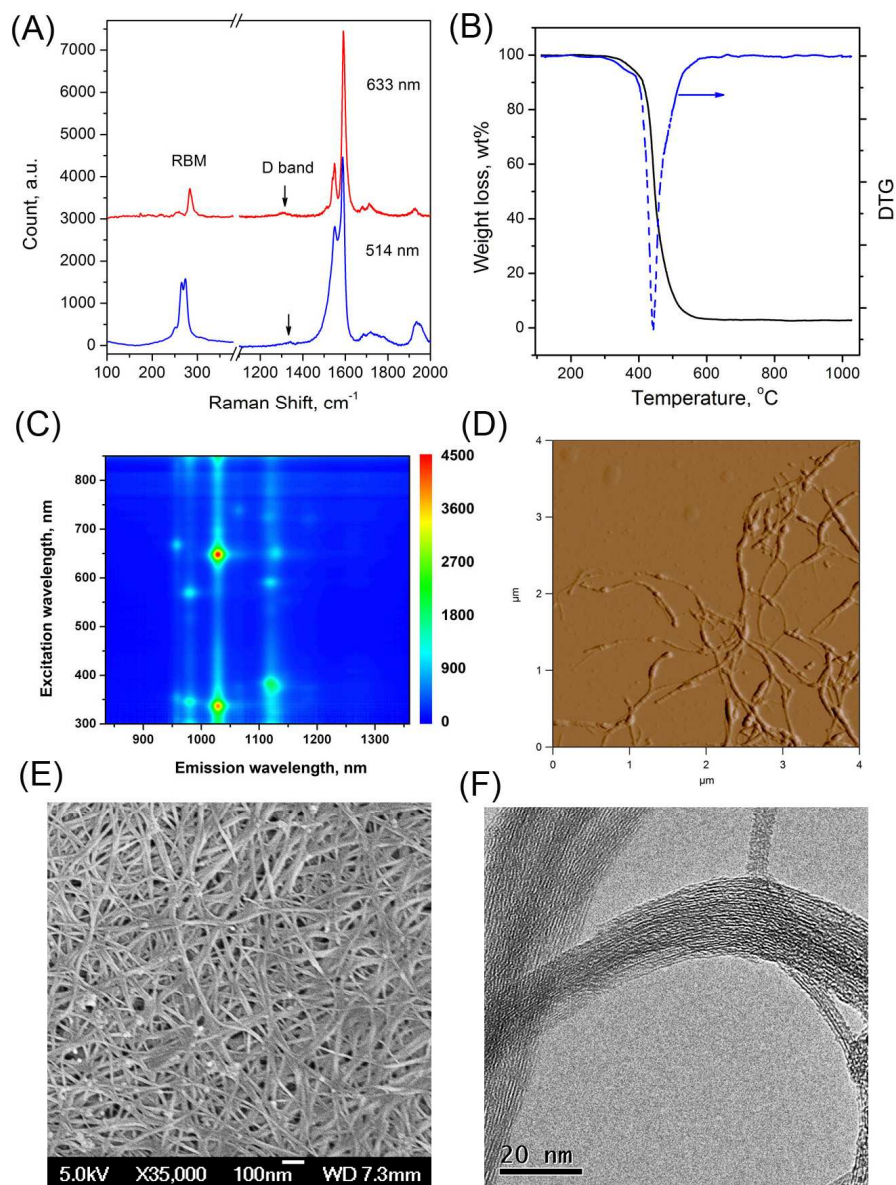 (A)
7000
6000
5000
4000
3000
2000
1000
0
Count, a.u.
633 nm
RBM
D band
514 nm
100 200 300 1200 1400 1600 1800 2000
Raman Shift, cm⁻¹
(B)
100
80
60
40
20
0
Weight loss, wt%
DTG
200 400 600 800 1000
Temperature, °C
(C)
800
700
600
500
400
300
Excitation wavelength, nm
4500
3600
2700
1800
900
0
900 1000 1100 1200 1300
Emission wavelength, nm
(D)
4
3
2
1
0
µm
0 1 2 3 4
µm
(E)
5.0kV X35,000 100nm WD 7.3mm
(F)
20 nm